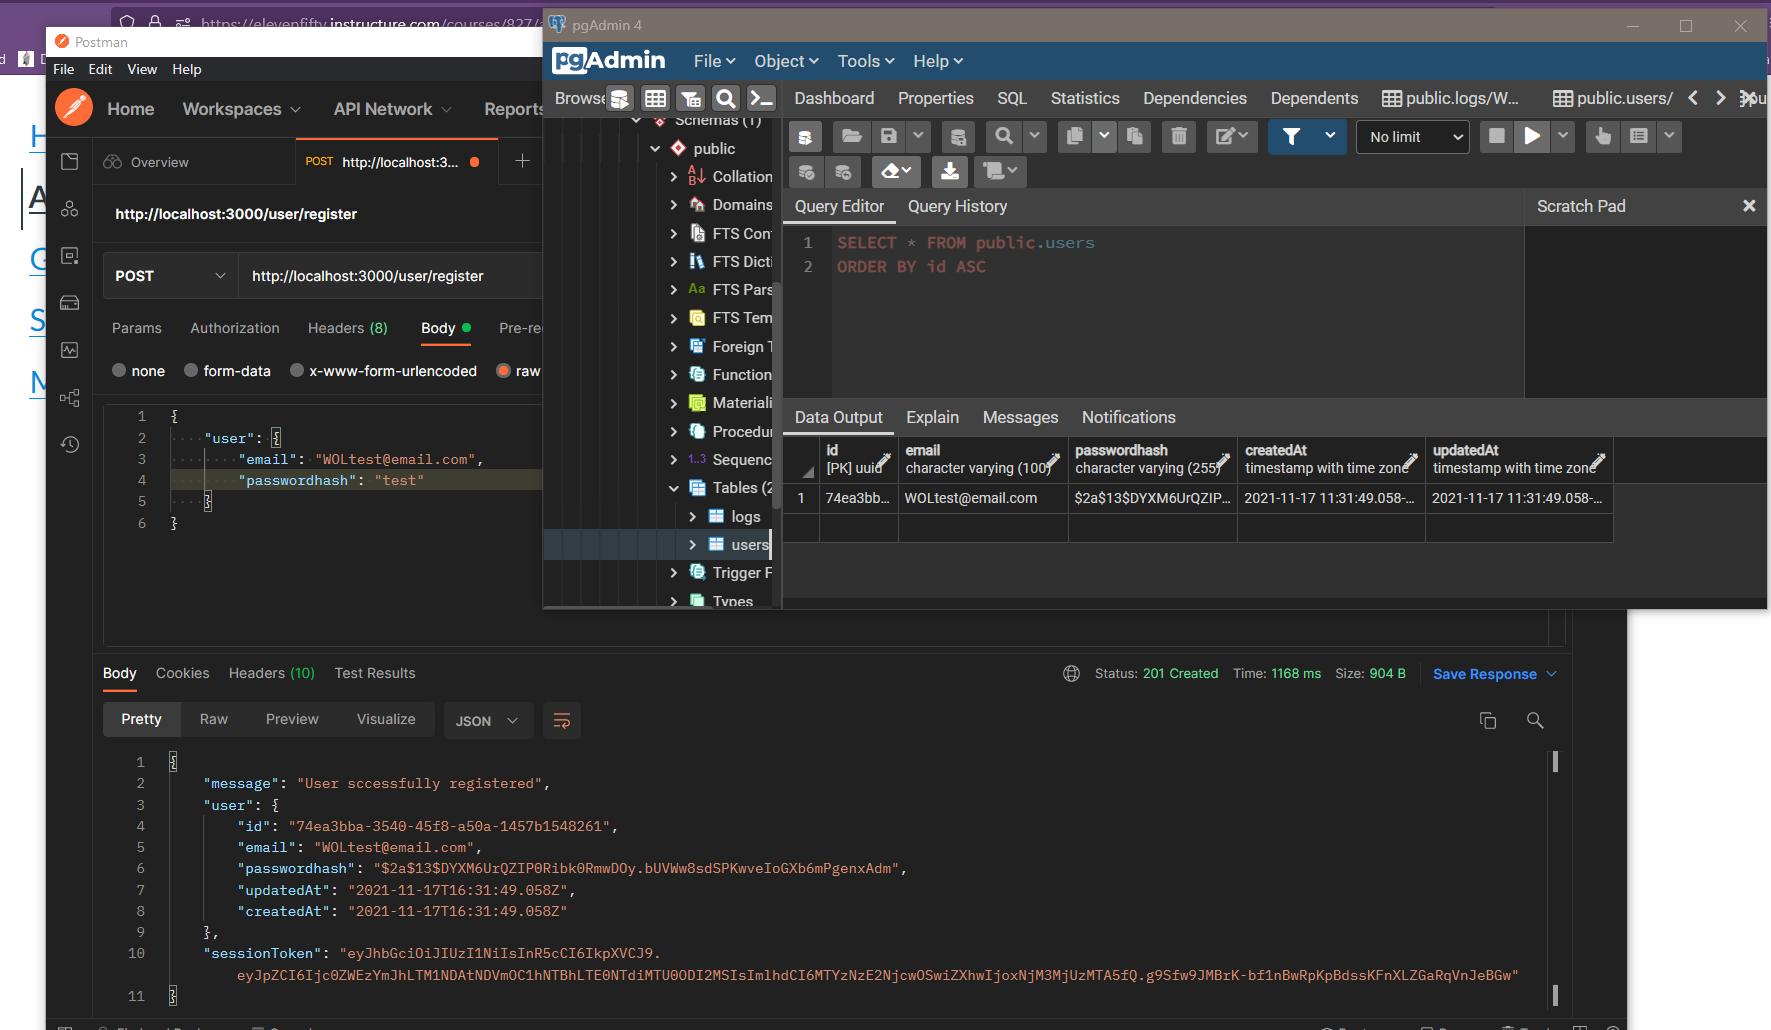 https://elevenfifty.instructure.com/courses/827/a
Postman
File Edit View Help
Home Workspaces API Network Reports
Overview
POST http://localhost:3...
http://localhost:3000/user/register
POST http://localhost:3000/user/register
Params Authorization Headers (8) Body Pre-re
none form-data x-www-form-urlencoded raw
1 {
2 "user": {
3 "email": "WOLtest@email.com",
4 "passwordhash": "test"
5 }
6 }
pgAdmin 4
pgAdmin File Object Tools Help
Browse
Dashboard Properties SQL Statistics Dependencies Dependents public.logs/W... public.users/
No limit
Schemas (1)
public
Collation
Domains
FTS Con
FTS Dicti
Aa FTS Pars
FTS Tem
Foreign T
Function
Materiali
Procedur
1..3 Sequenc
Tables (2
logs
users
Trigger F
Types
Query Editor Query History
Scratch Pad
1 SELECT * FROM public.users
2 ORDER BY id ASC
Data Output Explain Messages Notifications
id email passwordhash createdAt updatedAt
[PK] uuid character varying (100) character varying (255) timestamp with time zone timestamp with time zone
1 74ea3bb... WOLtest@email.com $2a$13$DYXM6UrQZIP... 2021-11-17 11:31:49.058-... 2021-11-17 11:31:49.058-...
Body Cookies Headers (10) Test Results
Status: 201 Created Time: 1168 ms Size: 904 B Save Response
Pretty Raw Preview Visualize JSON
1 {
2 "message": "User sccessfully registered",
3 "user": {
4 "id": "74ea3bba-3540-45f8-a50a-1457b1548261",
5 "email": "WOLtest@email.com",
6 "passwordhash": "$2a$13$DYXM6UrQZIP0Ribk0RmwDOy.bUVWw8sdSPKwveIoGXb6mPgenxAdm",
7 "updatedAt": "2021-11-17T16:31:49.058Z",
8 "createdAt": "2021-11-17T16:31:49.058Z"
9 },
10 "sessionToken": "eyJhbGciOiJIUzI1NiIsInR5cCI6IkpXVCJ9.
eyJpZCI6Ijc0ZWEzYmJhLTM1NDAtNDVmOC1hNTBhLTE0NTdiMTU0ODI2MSIsImlhdCI6MTYzNzE2NjcwOSwiZXhwIjoxNjM3MjUzMTA5fQ.g9Sfw9JMBrK-bf1nBwRpKpBdssKFnXLZGaRqVnJeBGw"
11 }